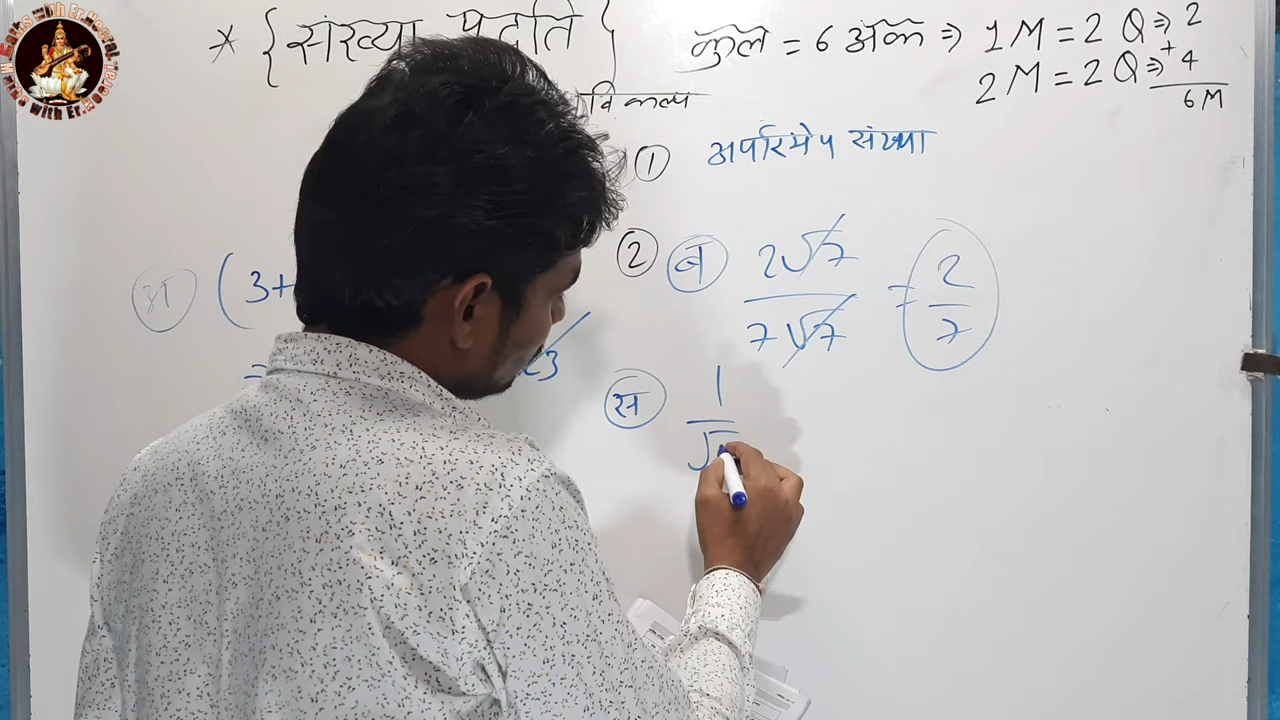 * { संख्या पद्धति } कुल = 6 अंक ⇒ 1M = 2 Q ⇒ 2
2M = 2 Q ⇒ + 4
6M
विकल्प
① अपरिमेय संख्या
अ (3+
② ब 2√7 / 7√7 = 2/7
स 1/√